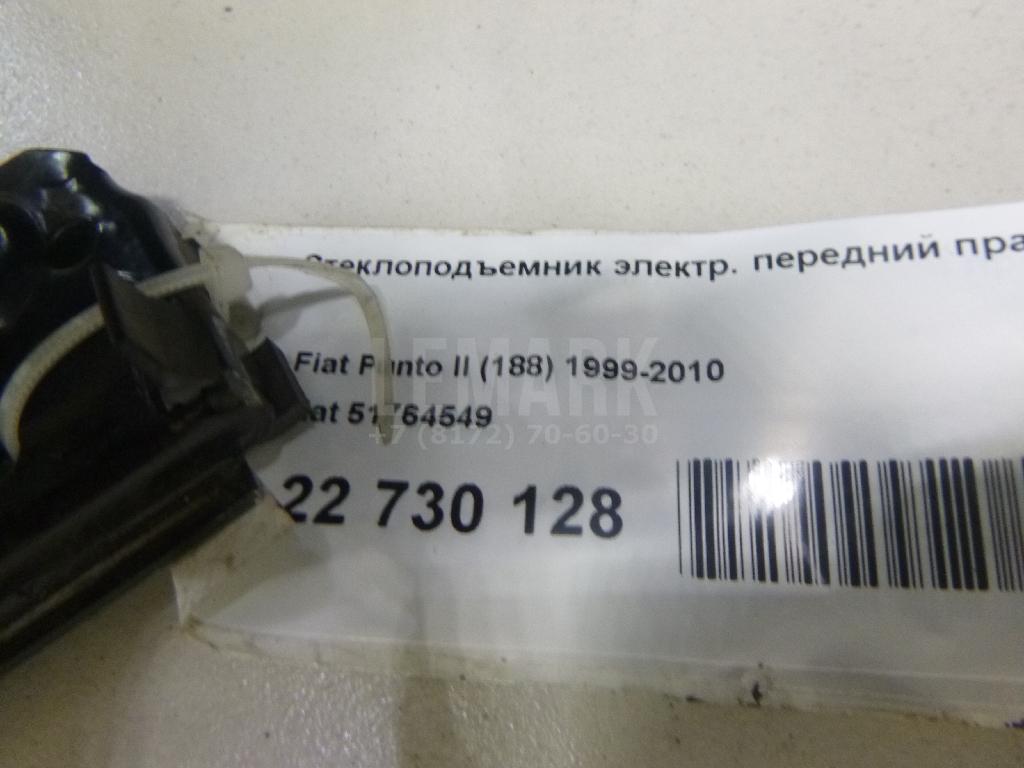 Стеклоподъемник электр. передний пра
Fiat Punto II (188) 1999-2010
Fiat 51764549
22 730 128
LEMARK
+7 (8172) 70-60-30